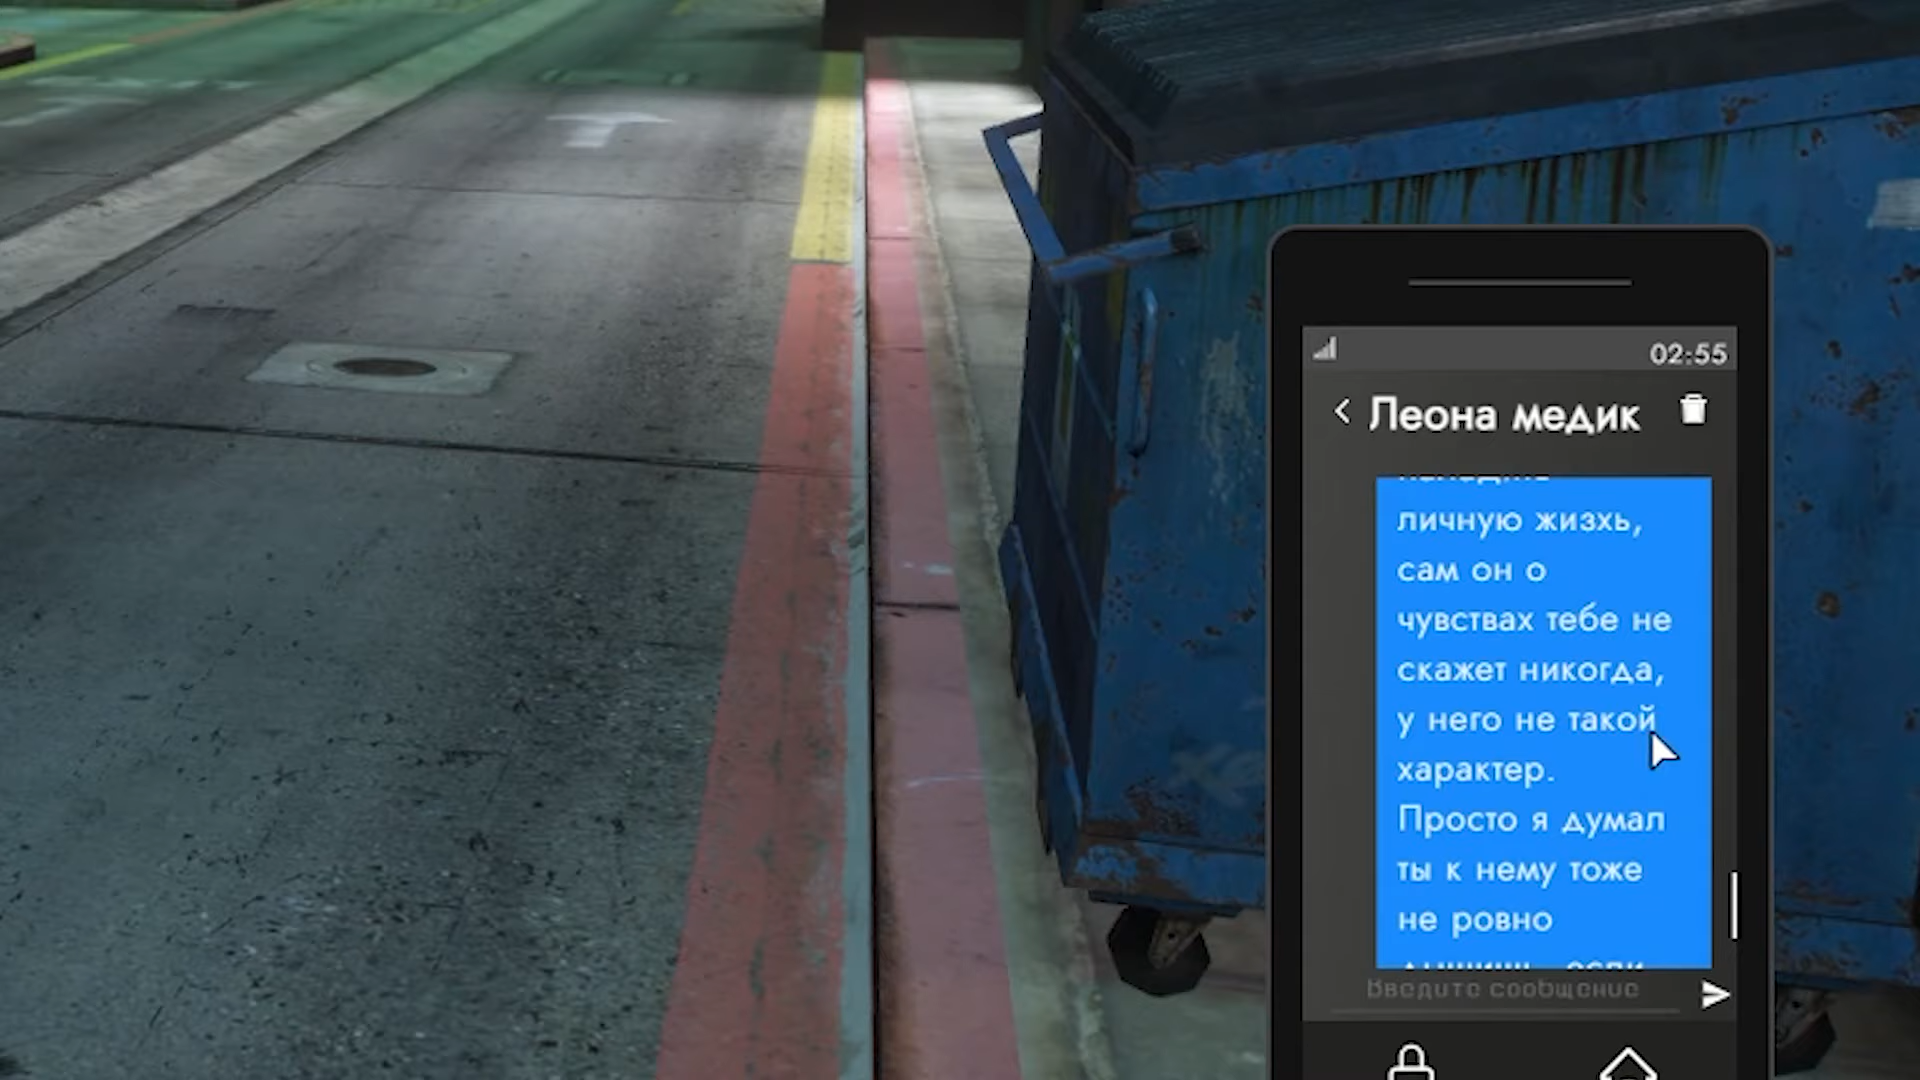 02:55
Леона медик
личную жизхь,
сам он о
чувствах тебе не
скажет никогда,
у него не такой
характер.
Просто я думал
ты к нему тоже
не ровно
Введите сообщение